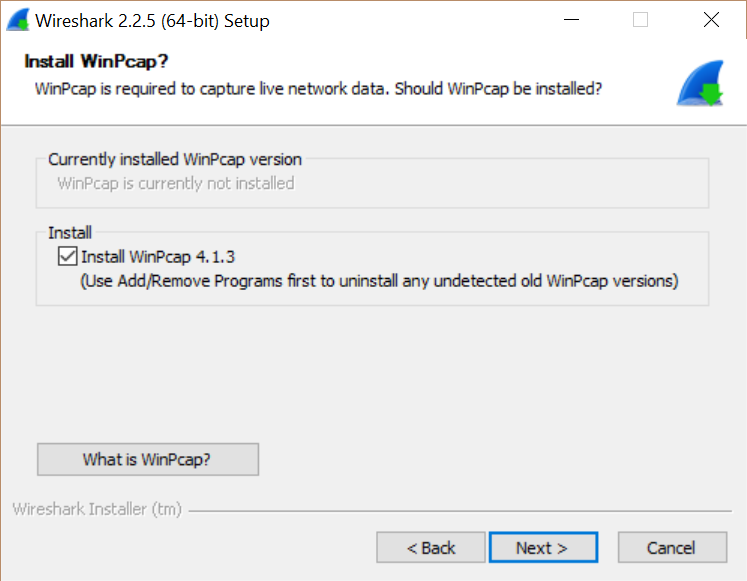 Wireshark 2.2.5 (64-bit) Setup
Install WinPcap?
WinPcap is required to capture live network data. Should WinPcap be installed?
Currently installed WinPcap version
WinPcap is currently not installed
Install
Install WinPcap 4.1.3
(Use Add/Remove Programs first to uninstall any undetected old WinPcap versions)
What is WinPcap?
Wireshark Installer (tm)
< Back
Next >
Cancel